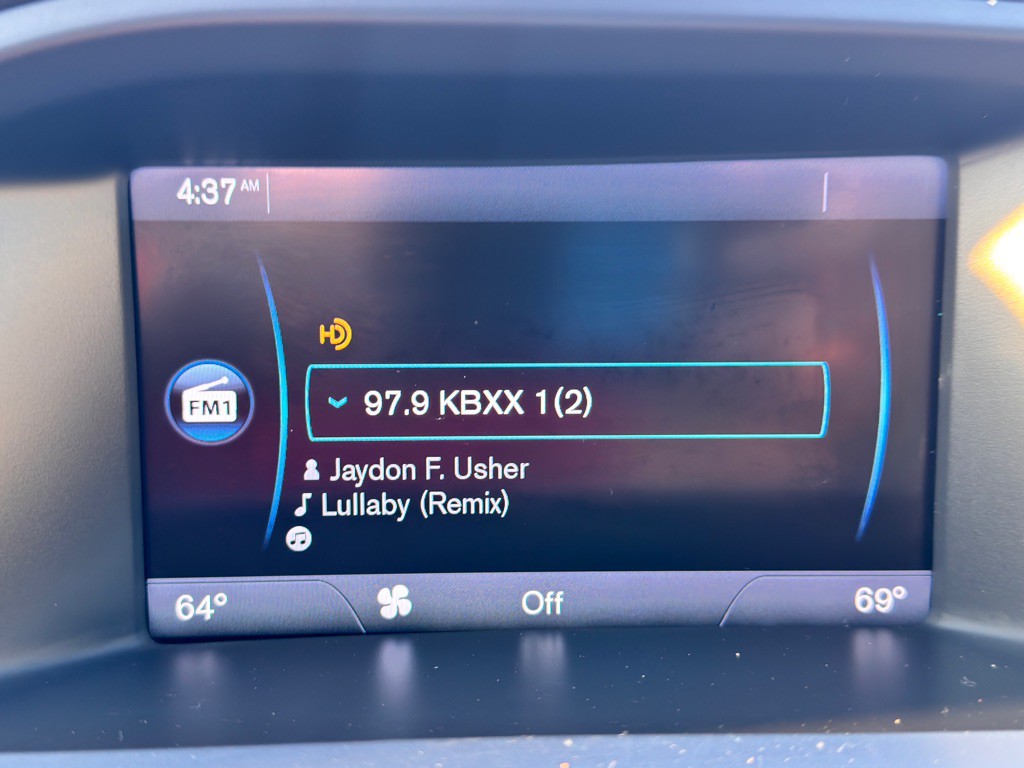 4:37 AM
HD
FM1
97.9 KBXX 1(2)
Jaydon F. Usher
Lullaby (Remix)
64° Off 69°